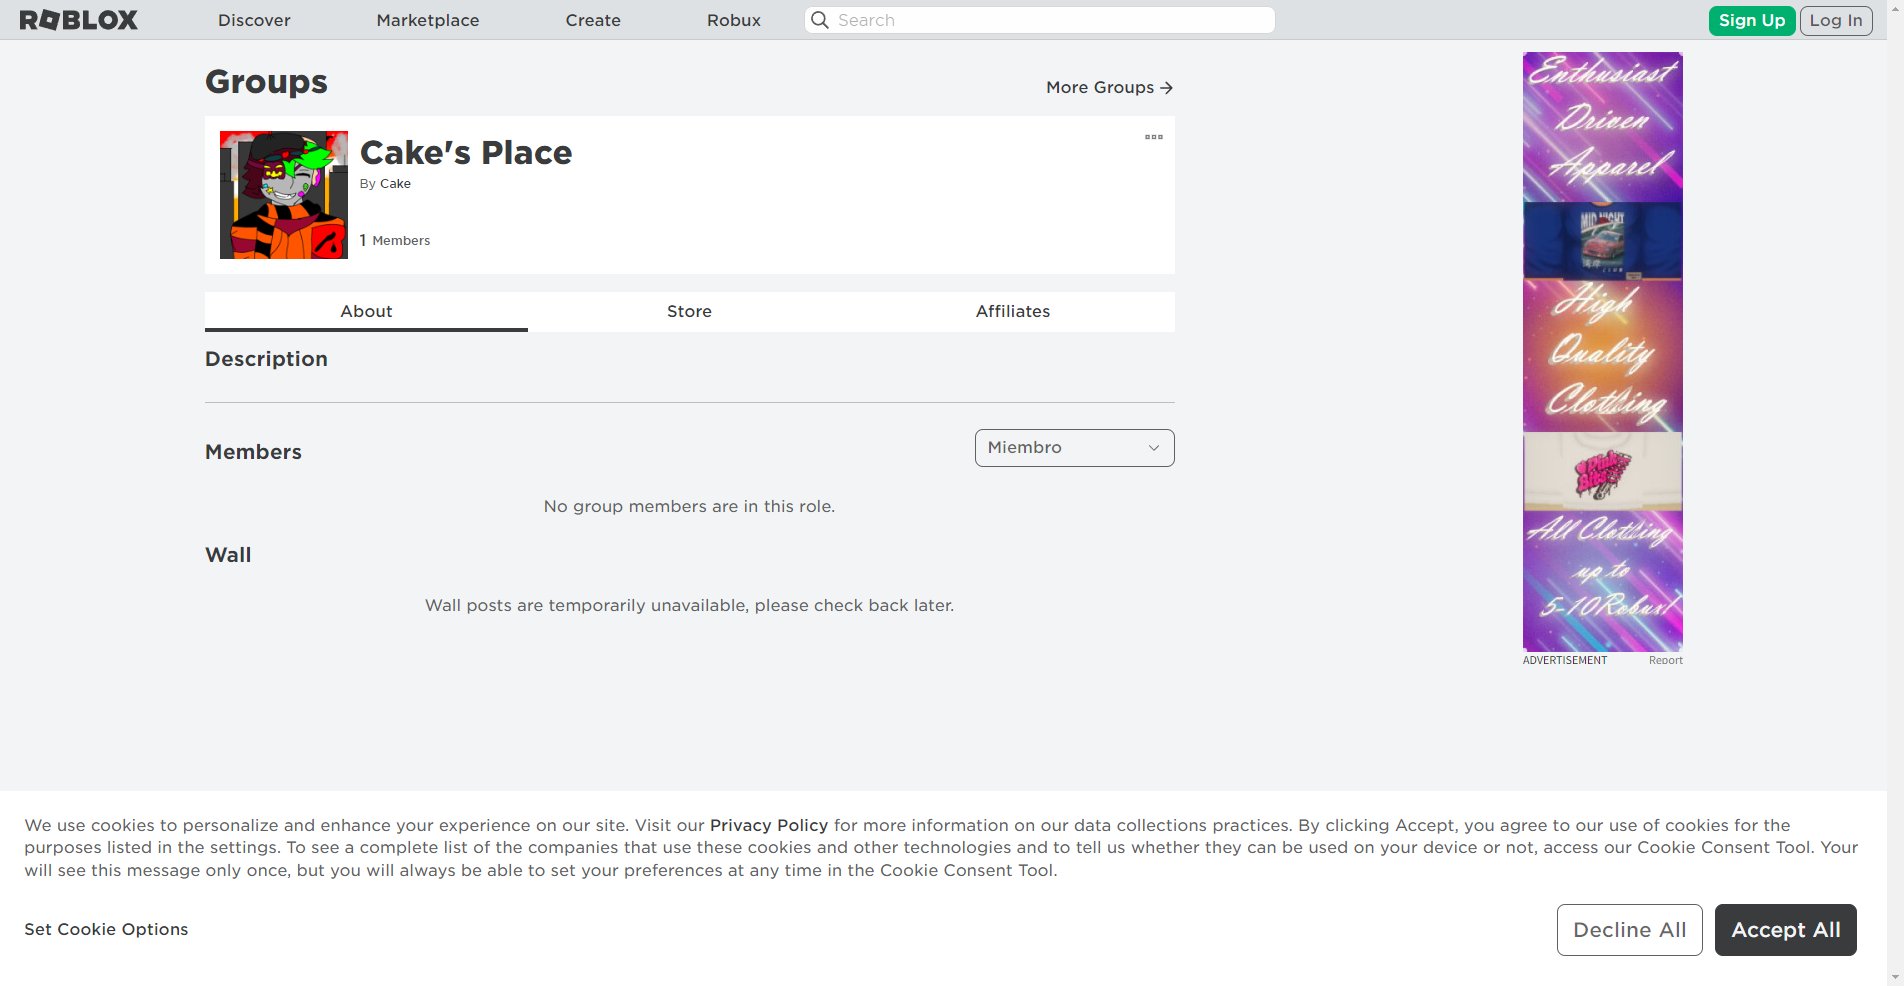 ROBLOX
Discover
Marketplace
Create
Robux
Search
Sign Up
Log In
Groups
More Groups
Cake's Place
By Cake
1 Members
About
Store
Affiliates
Description
Members
Miembro
No group members are in this role.
Wall
Wall posts are temporarily unavailable, please check back later.
Enthusiast
Driven
Apparel
MIDNIGHT
High
Quality
Clothing
Pink
All Clothing
up to
5-10Robux!
ADVERTISEMENT
Report
We use cookies to personalize and enhance your experience on our site. Visit our Privacy Policy for more information on our data collections practices. By clicking Accept, you agree to our use of cookies for the
purposes listed in the settings. To see a complete list of the companies that use these cookies and other technologies and to tell us whether they can be used on your device or not, access our Cookie Consent Tool. Your
will see this message only once, but you will always be able to set your preferences at any time in the Cookie Consent Tool.
Set Cookie Options
Decline All
Accept All